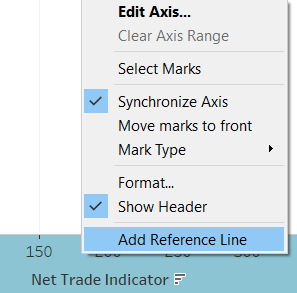 Edit Axis...
Clear Axis Range
Select Marks
Synchronize Axis
Move marks to front
Mark Type
Format...
Show Header
Add Reference Line
150
Net Trade Indicator